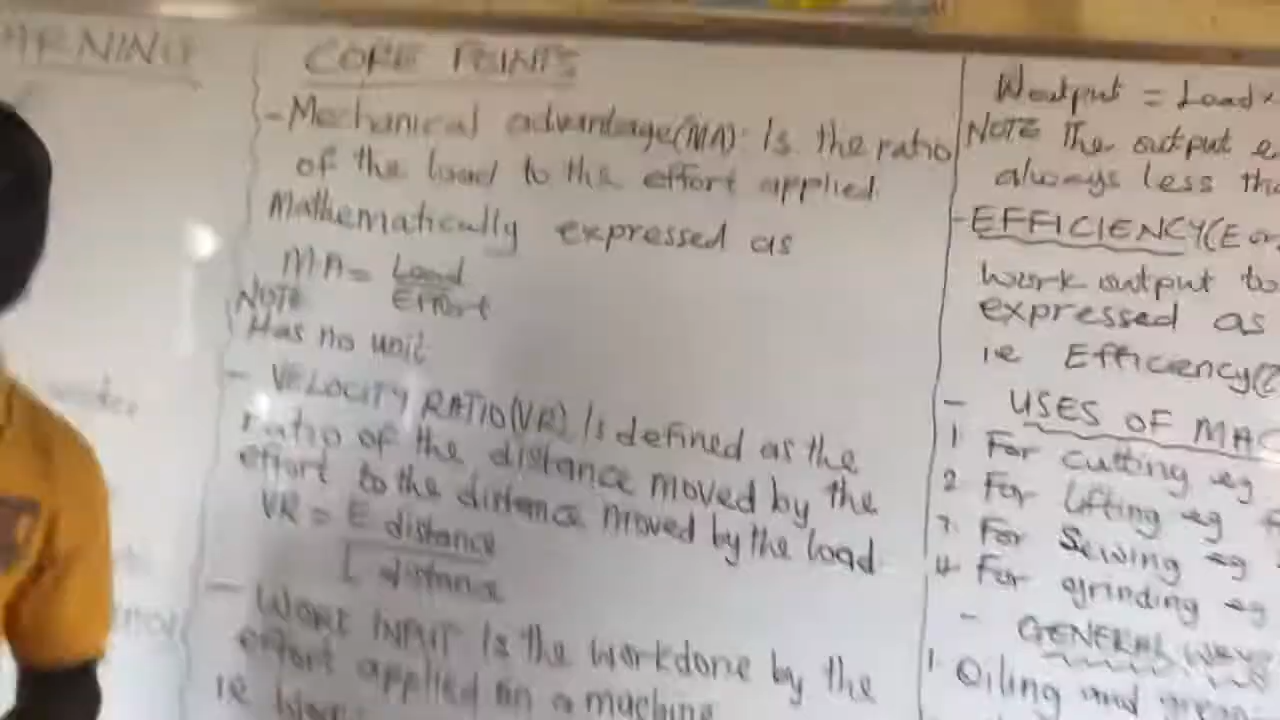 CORE POINTS
- Mechanical advantage(MA): Is the ratio
of the load to the effort applied.
Mathematically expressed as
MA = Load
Effort
NOTE
Has no unit
- VELOCITY RATIO(VR) Is defined as the
ratio of the distance moved by the
effort to the distance moved by the load
VR = E distance
L distance
- WORK INPUT Is the workdone by the
effort applied on a machine
ie
Woutput = Load x
NOTE The output
always less
- EFFICIENCY(E or
work output to
expressed as
ie Efficiency(
- USES OF MAC
1 For cutting eg
2 For lifting eg
3. For Sewing eg
4 For grinding eg
- GENERAL
1. Oiling and